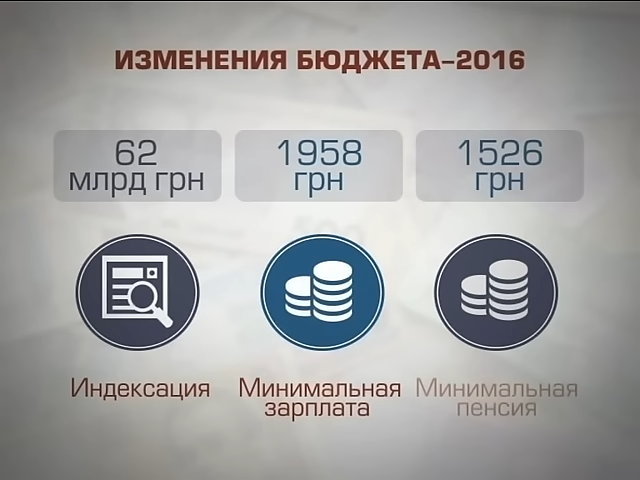 ИЗМЕНЕНИЯ БЮДЖЕТА-2016
62
млрд грн
1958
грн
1526
грн
Индексация
Минимальная
зарплата
Минимальная
пенсия